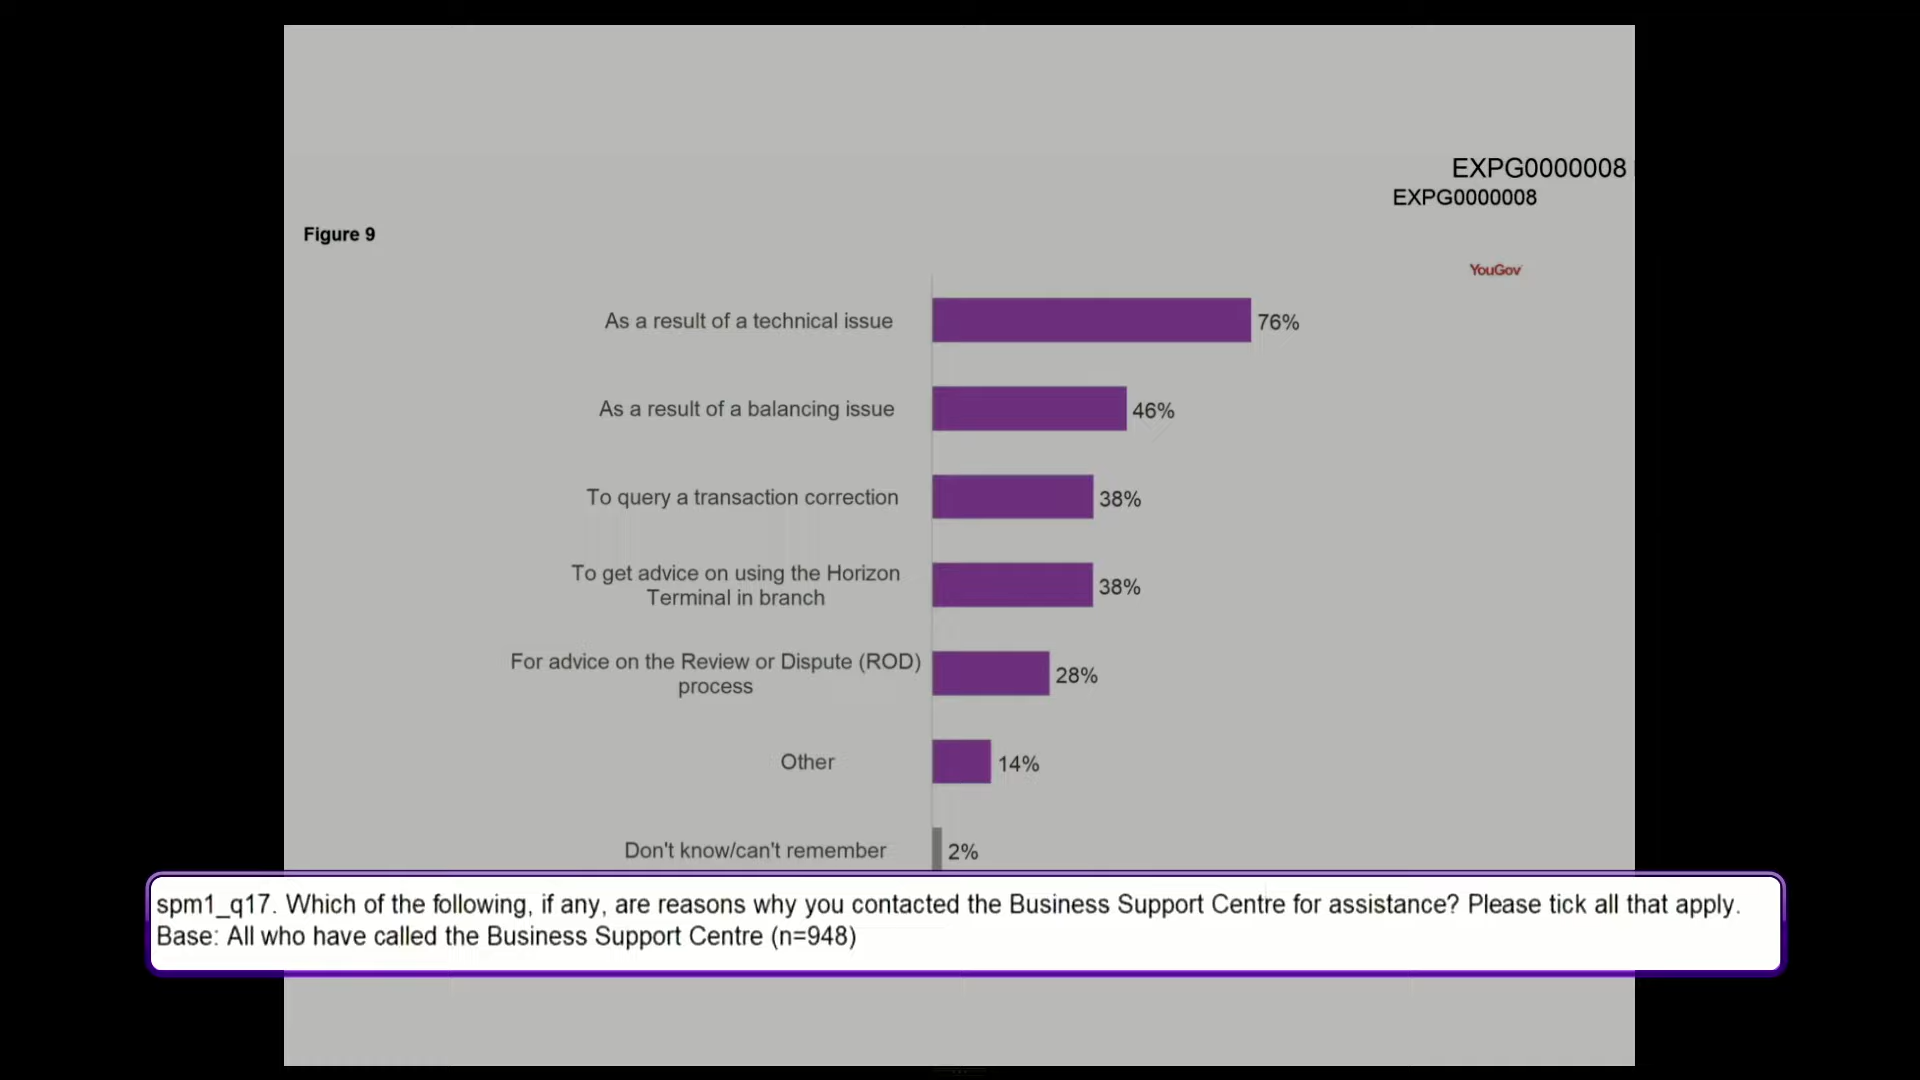 EXPG0000008
EXPG0000008
Figure 9
YouGov
As a result of a technical issue
76%
As a result of a balancing issue
46%
To query a transaction correction
38%
To get advice on using the Horizon
Terminal in branch
38%
For advice on the Review or Dispute (ROD)
process
28%
Other
14%
Don't know/can't remember
2%
spm1_q17. Which of the following, if any, are reasons why you contacted the Business Support Centre for assistance? Please tick all that apply.
Base: All who have called the Business Support Centre (n=948)